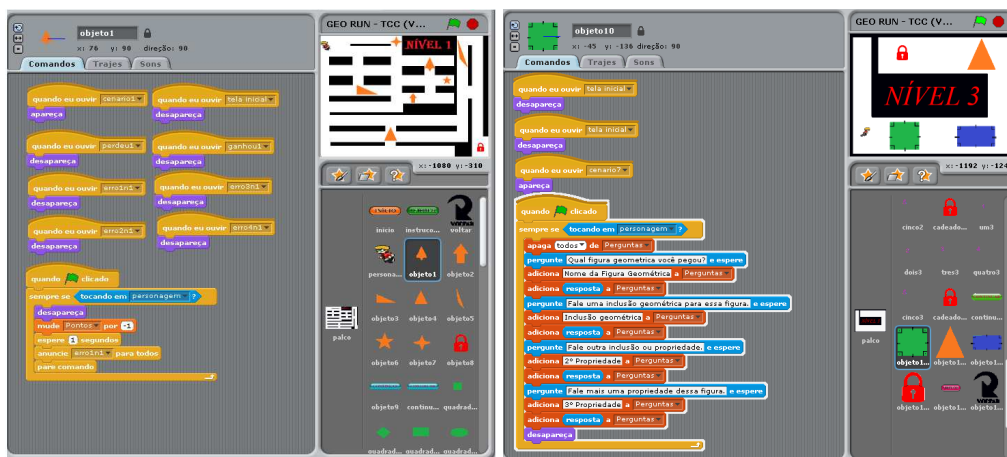 objeto1
x: 76 y: 90 direção: 90
Comandos Trajes Sons
quando eu ouvir cenario1
apareça
quando eu ouvir tela inicial
desapareça
quando eu ouvir perdeu1
desapareça
quando eu ouvir ganhou1
desapareça
quando eu ouvir erro1n1
desapareça
quando eu ouvir erro3n1
desapareça
quando eu ouvir erro2n1
desapareça
quando eu ouvir erro4n1
desapareça
quando clicado
sempre se tocando em personagem ?
desapareça
mude Pontos por -1
espere 1 segundos
anuncie erro1n1 para todos
pare comando
GEO RUN - TCC (V...
NÍVEL 1
x: -1080 y: -310
INÍCIO
inicio instruco... voltar
persona... objeto1 objeto2
objeto3 objeto4 objeto5
palco
objeto6 objeto7 objeto8
objeto9 continu... quadrad...
quadrad... quadrad... quadrad...
objeto10
x: -45 y: -136 direção: 90
Comandos Trajes Sons
quando eu ouvir tela inicial
desapareça
quando eu ouvir tela inicial
desapareça
quando eu ouvir cenario7
apareça
quando clicado
sempre se tocando em personagem ?
apaga todos de Perguntas
pergunte Qual figura geometrica você pegou? e espere
adiciona Nome da Figura Geométrica a Perguntas
adiciona resposta a Perguntas
pergunte Fale uma inclusão geométrica para essa figura. e espere
adiciona Inclusão geométrica a Perguntas
adiciona resposta a Perguntas
pergunte Fale outra inclusão ou propriedade. e espere
adiciona 2º Propriedade a Perguntas
adiciona resposta a Perguntas
pergunte Fale mais uma propriedade dessa figura. e espere
adiciona 3º Propriedade a Perguntas
adiciona resposta a Perguntas
desapareça
GEO RUN - TCC (V...
NÍVEL 3
x: -1192 y: -124
cinco2 cadeado... um3
dois3 tres3 quatro3
cinco3 cadeado... continu...
palco
objeto1... objeto1... objeto1...
objeto1... objeto1... objeto1...